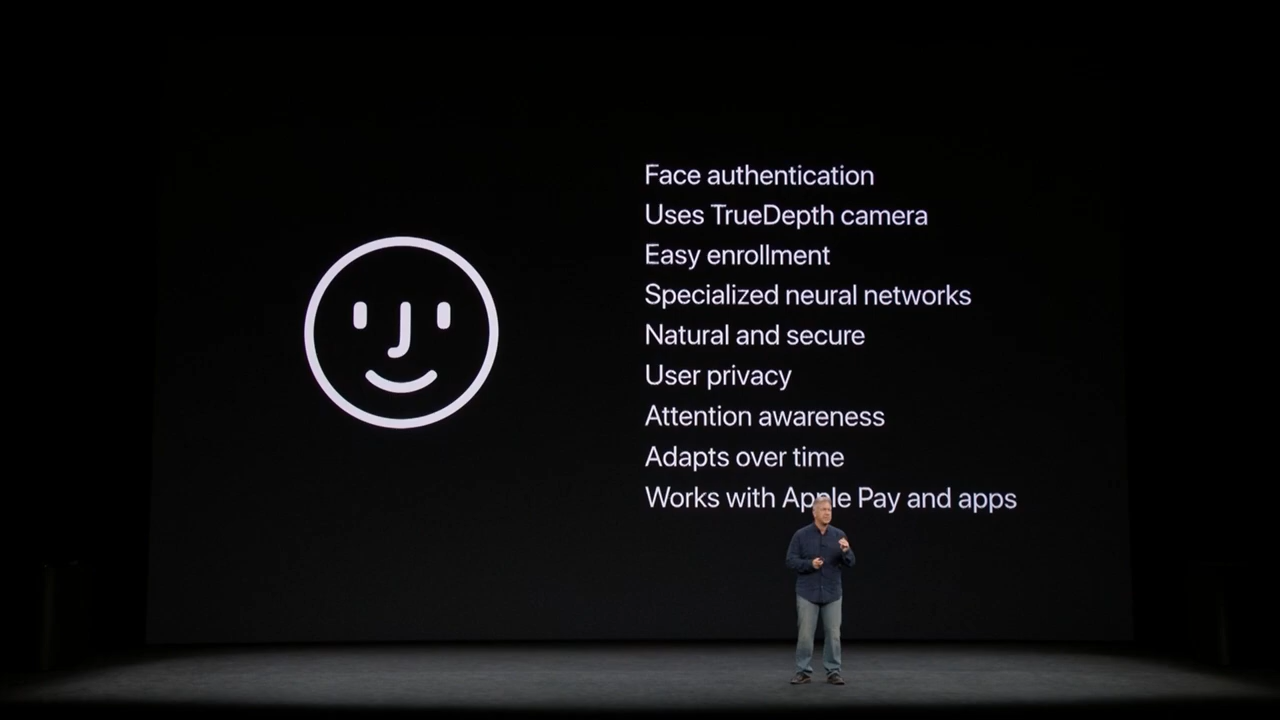 Face authentication
Uses TrueDepth camera
Easy enrollment
Specialized neural networks
Natural and secure
User privacy
Attention awareness
Adapts over time
Works with Apple Pay and apps